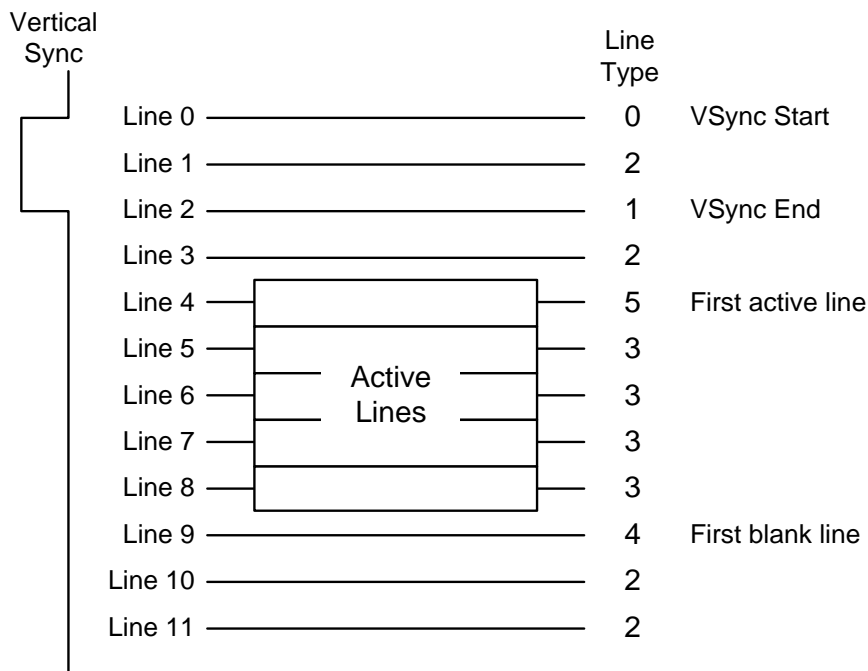 Vertical
Sync
Line
Type
Line 0 0 VSync Start
Line 1 2
Line 2 1 VSync End
Line 3 2
Line 4 5 First active line
Line 5 3
Active
Lines
Line 6 3
Line 7 3
Line 8 3
Line 9 4 First blank line
Line 10 2
Line 11 2